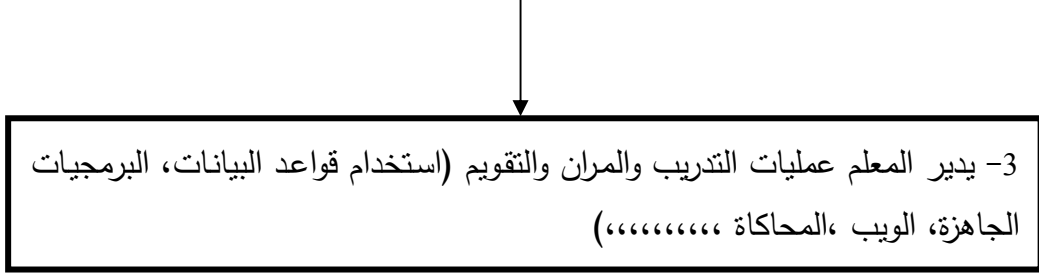 3- يدير المعلم عمليات التدريب والمران والتقويم (استخدام قواعد البيانات، البرمجيات
الجاهزة، الويب ،المحاكاة ،،،،،،،،،،)